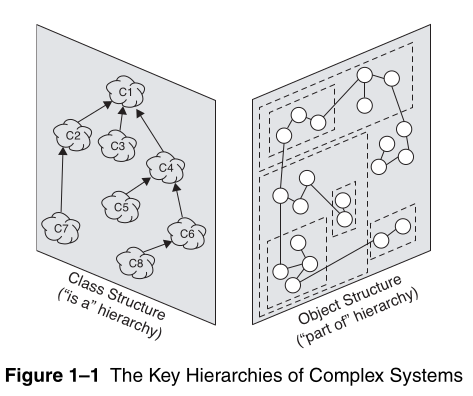 C1
C2
C3
C4
C5
C6
C7
C8
Class Structure
("is a" hierarchy)
Object Structure
("part of" hierarchy)
Figure 1–1 The Key Hierarchies of Complex Systems